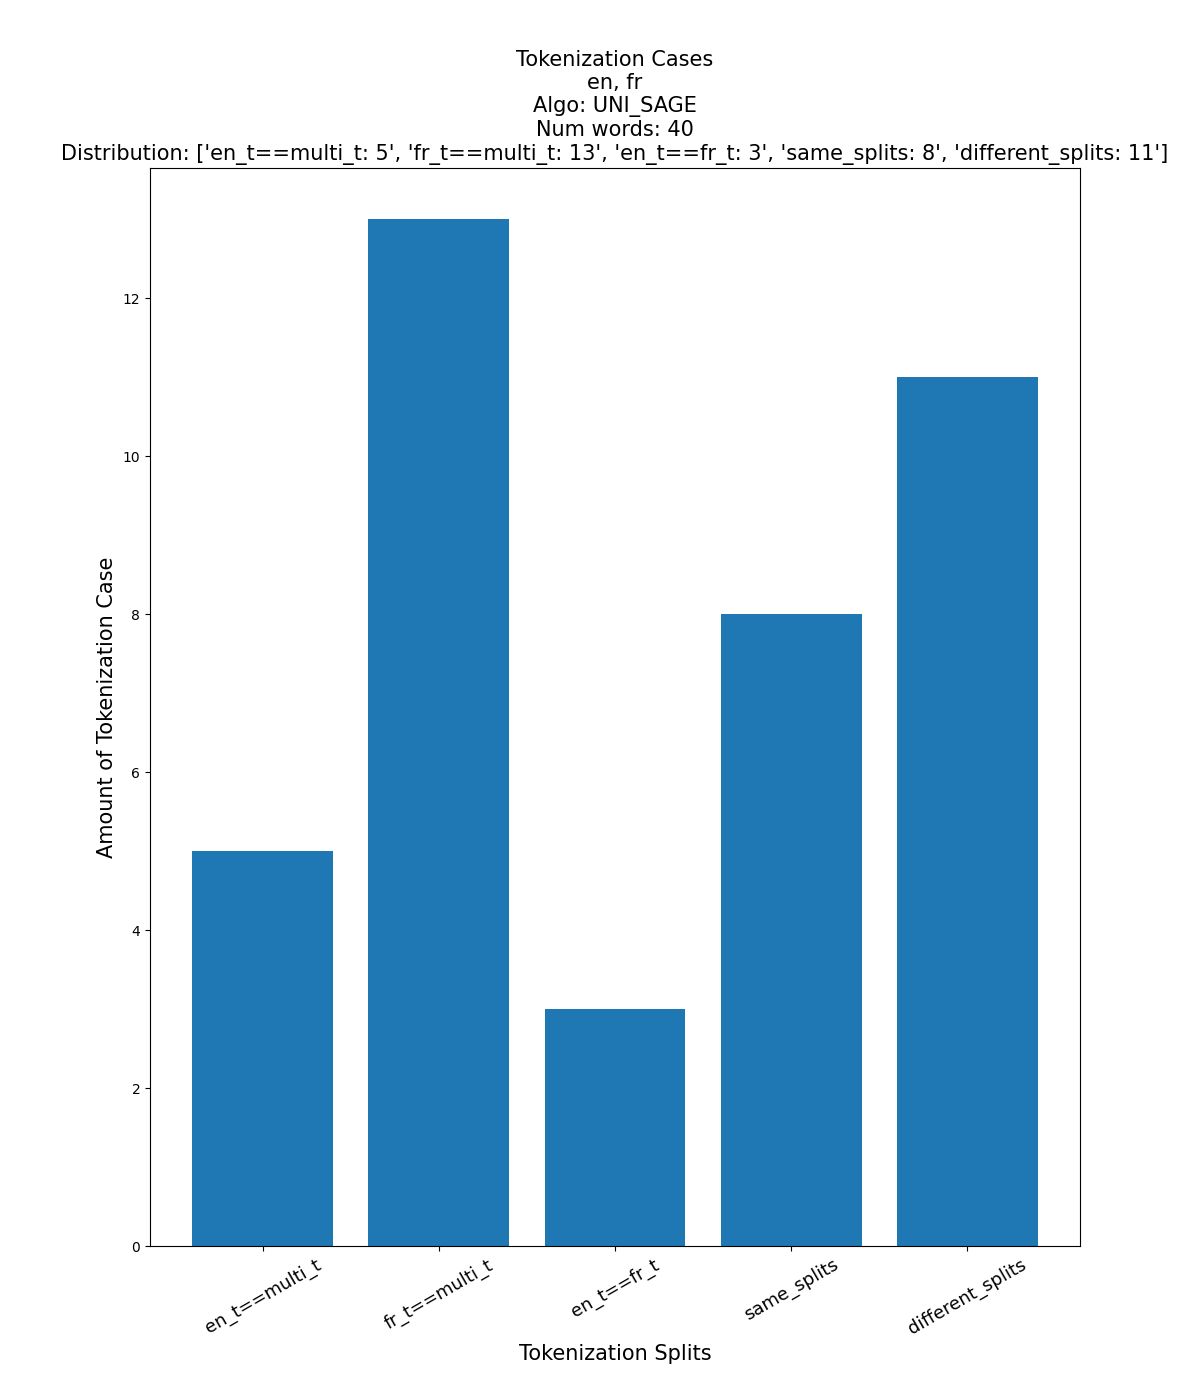 Tokenization Cases
en, fr
Algo: UNI_SAGE
Num words: 40
Distribution: ['en_t==multi_t: 5', 'fr_t==multi_t: 13', 'en_t==fr_t: 3', 'same_splits: 8', 'different_splits: 11']
12
10
8
6
4
2
0
Amount of Tokenization Case
en_t==multi_t
fr_t==multi_t
en_t==fr_t
same_splits
different_splits
Tokenization Splits